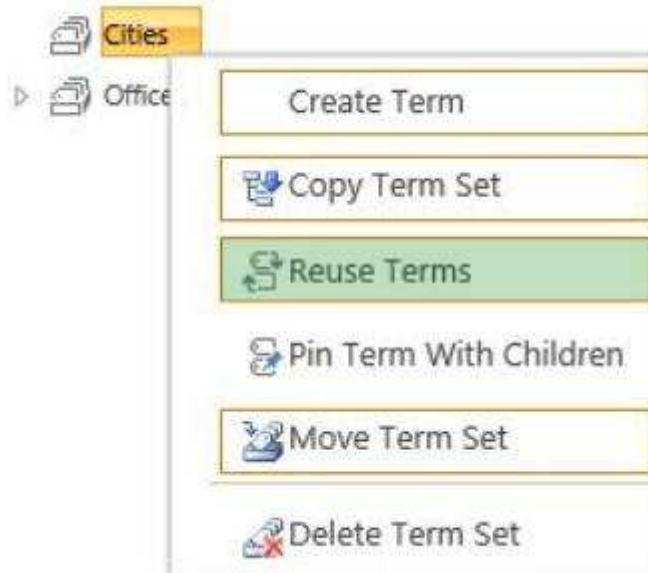 Cities
Office
Create Term
Copy Term Set
Reuse Terms
Pin Term With Children
Move Term Set
Delete Term Set